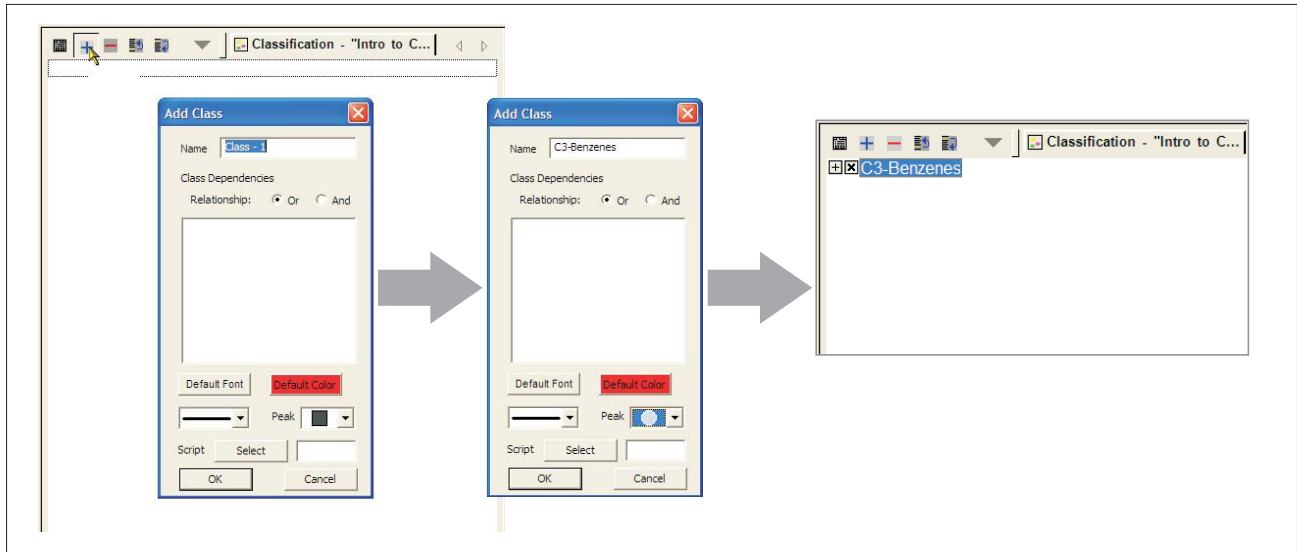 Classification - "Intro to C...
Add Class
Name Class - 1
Class Dependencies
Relationship: Or And
Default Font Default Color
Peak
Script Select
OK Cancel
Add Class
Name C3-Benzenes
Class Dependencies
Relationship: Or And
Default Font Default Color
Peak
Script Select
OK Cancel
Classification - "Intro to C...
C3-Benzenes